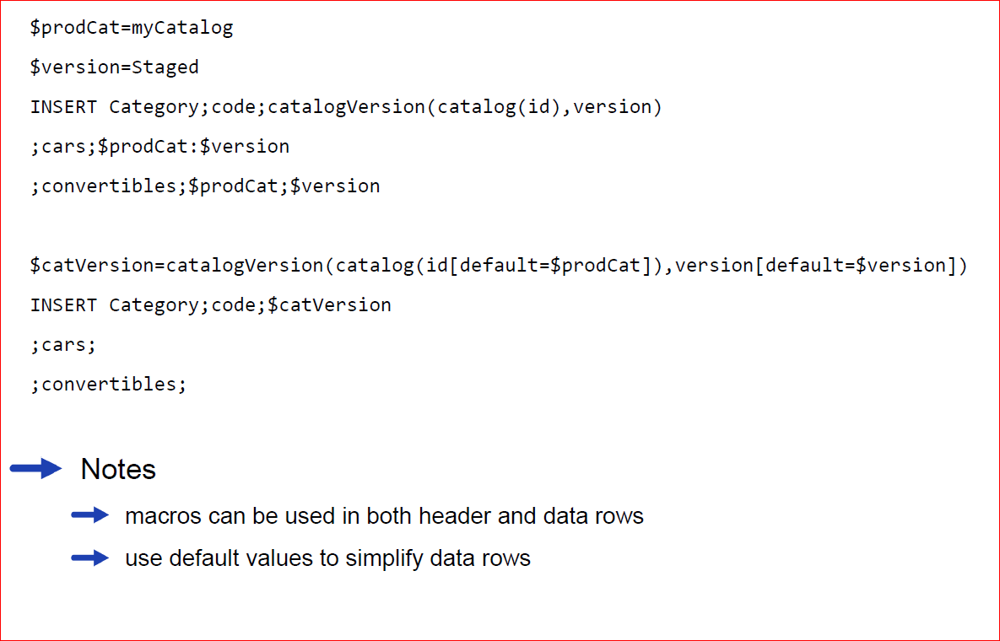 $prodCat=myCatalog
$version=Staged
INSERT Category;code;catalogVersion(catalog(id),version)
;cars;$prodCat:$version
;convertibles;$prodCat;$version
$catVersion=catalogVersion(catalog(id[default=$prodCat]),version[default=$version])
INSERT Category;code;$catVersion
;cars;
;convertibles;
Notes
macros can be used in both header and data rows
use default values to simplify data rows